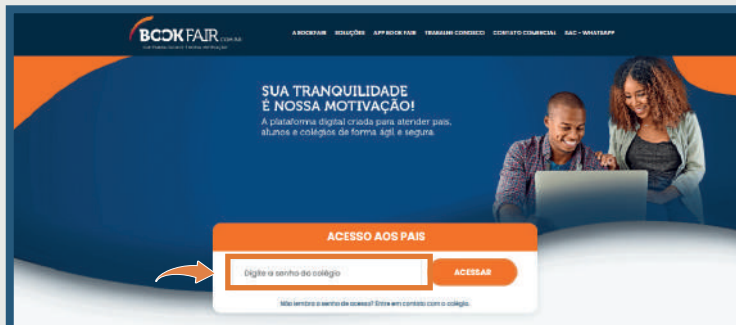 BOOKFAIR.COM.BR
A BOOKFAIR SOLUÇÕES APP BOOK FAIR TRABALHE CONOSCO CONTATO COMERCIAL SAC - WHATSAPP
SUA TRANQUILIDADE
É NOSSA MOTIVAÇÃO!
A plataforma digital criada para atender pais,
alunos e colégios de forma ágil e segura.
ACESSO AOS PAIS
Digite a senha do colégio
ACESSAR
Não lembra a senha de acesso? Entre em contato com o colégio.